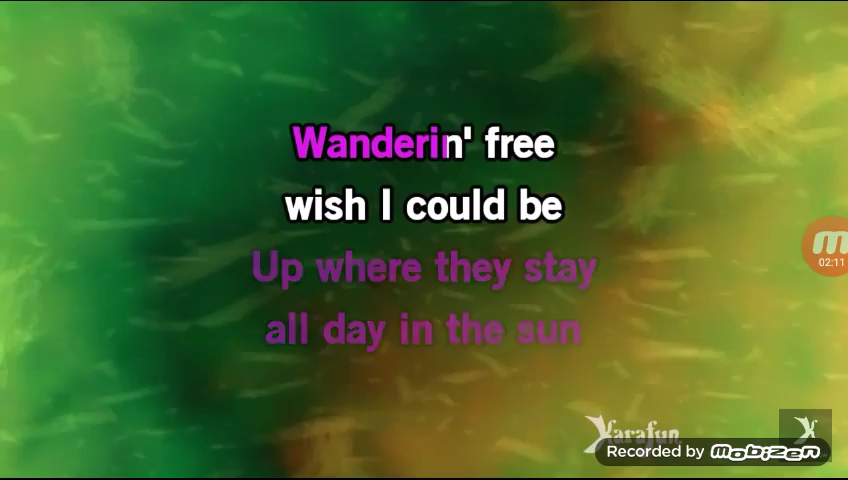 Wanderin' free
wish I could be
Up where they stay
all day in the sun
02:11
Karafun
Recorded by mobizen